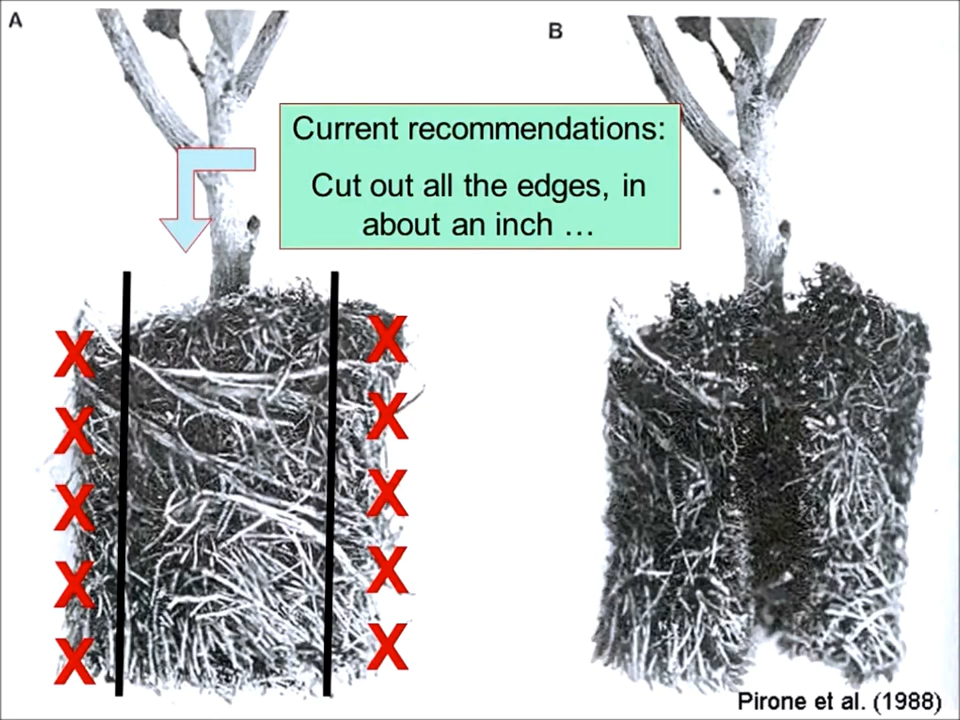 A
B
Current recommendations:
Cut out all the edges, in
about an inch …
X X
X X
X X
X X
X X
Pirone et al. (1988)